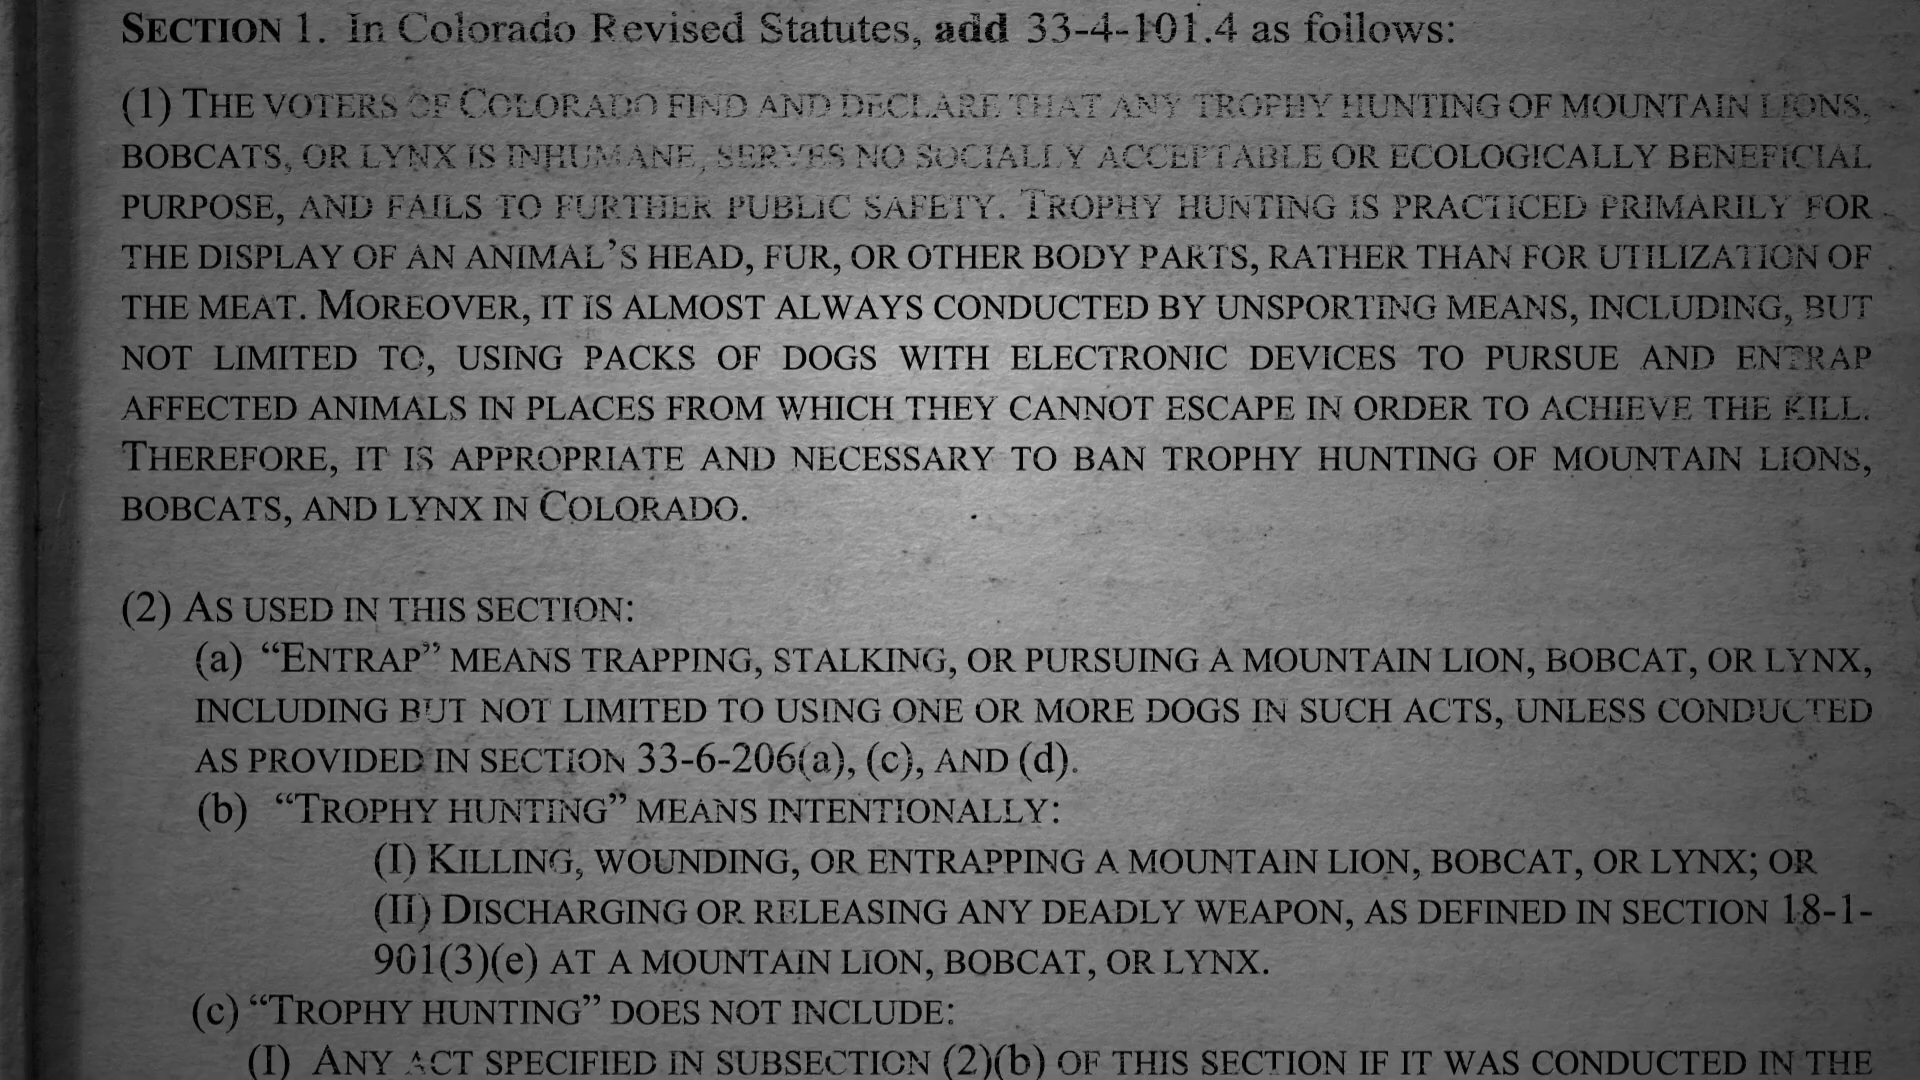 SECTION 1. In Colorado Revised Statutes, add 33-4-101.4 as follows:
(1) THE VOTERS OF COLORADO FIND AND DECLARE THAT ANY TROPHY HUNTING OF MOUNTAIN LIONS,
BOBCATS, OR LYNX IS INHUMANE, SERVES NO SOCIALLY ACCEPTABLE OR ECOLOGICALLY BENEFICIAL
PURPOSE, AND FAILS TO FURTHER PUBLIC SAFETY. TROPHY HUNTING IS PRACTICED PRIMARILY FOR
THE DISPLAY OF AN ANIMAL’S HEAD, FUR, OR OTHER BODY PARTS, RATHER THAN FOR UTILIZATION OF
THE MEAT. MOREOVER, IT IS ALMOST ALWAYS CONDUCTED BY UNSPORTING MEANS, INCLUDING, BUT
NOT LIMITED TO, USING PACKS OF DOGS WITH ELECTRONIC DEVICES TO PURSUE AND ENTRAP
AFFECTED ANIMALS IN PLACES FROM WHICH THEY CANNOT ESCAPE IN ORDER TO ACHIEVE THE KILL.
THEREFORE, IT IS APPROPRIATE AND NECESSARY TO BAN TROPHY HUNTING OF MOUNTAIN LIONS,
BOBCATS, AND LYNX IN COLORADO.
(2) AS USED IN THIS SECTION:
(a) “ENTRAP” MEANS TRAPPING, STALKING, OR PURSUING A MOUNTAIN LION, BOBCAT, OR LYNX,
INCLUDING BUT NOT LIMITED TO USING ONE OR MORE DOGS IN SUCH ACTS, UNLESS CONDUCTED
AS PROVIDED IN SECTION 33-6-206(a), (c), AND (d).
(b) “TROPHY HUNTING” MEANS INTENTIONALLY:
(I) KILLING, WOUNDING, OR ENTRAPPING A MOUNTAIN LION, BOBCAT, OR LYNX; OR
(II) DISCHARGING OR RELEASING ANY DEADLY WEAPON, AS DEFINED IN SECTION 18-1-
901(3)(e) AT A MOUNTAIN LION, BOBCAT, OR LYNX.
(c) “TROPHY HUNTING” DOES NOT INCLUDE:
(I) ANY ACT SPECIFIED IN SUBSECTION (2)(b) OF THIS SECTION IF IT WAS CONDUCTED IN THE